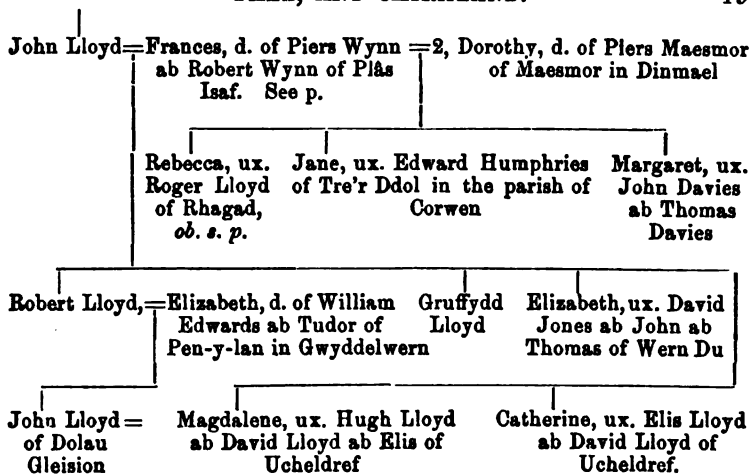 John Lloyd=Frances, d. of Piers Wynn =2, Dorothy, d. of Piers Maesmor
ab Robert Wynn of Plâs of Maesmor in Dinmael
Isaf. See p.
Rebecca, ux. Jane, ux. Edward Humphries Margaret, ux.
Roger Lloyd of Tre'r Ddol in the parish of John Davies
of Rhagad, Corwen ab Thomas
ob. s. p. Davies
Robert Lloyd,=Elizabeth, d. of William Gruffydd Elizabeth, ux. David
Edwards ab Tudor of Lloyd Jones ab John ab
Pen-y-lan in Gwyddelwern Thomas of Wern Du
John Lloyd= Magdalene, ux. Hugh Lloyd Catherine, ux. Elis Lloyd
of Dolau ab David Lloyd ab Elis of ab David Lloyd of
Gleision Ucheldref Ucheldref.